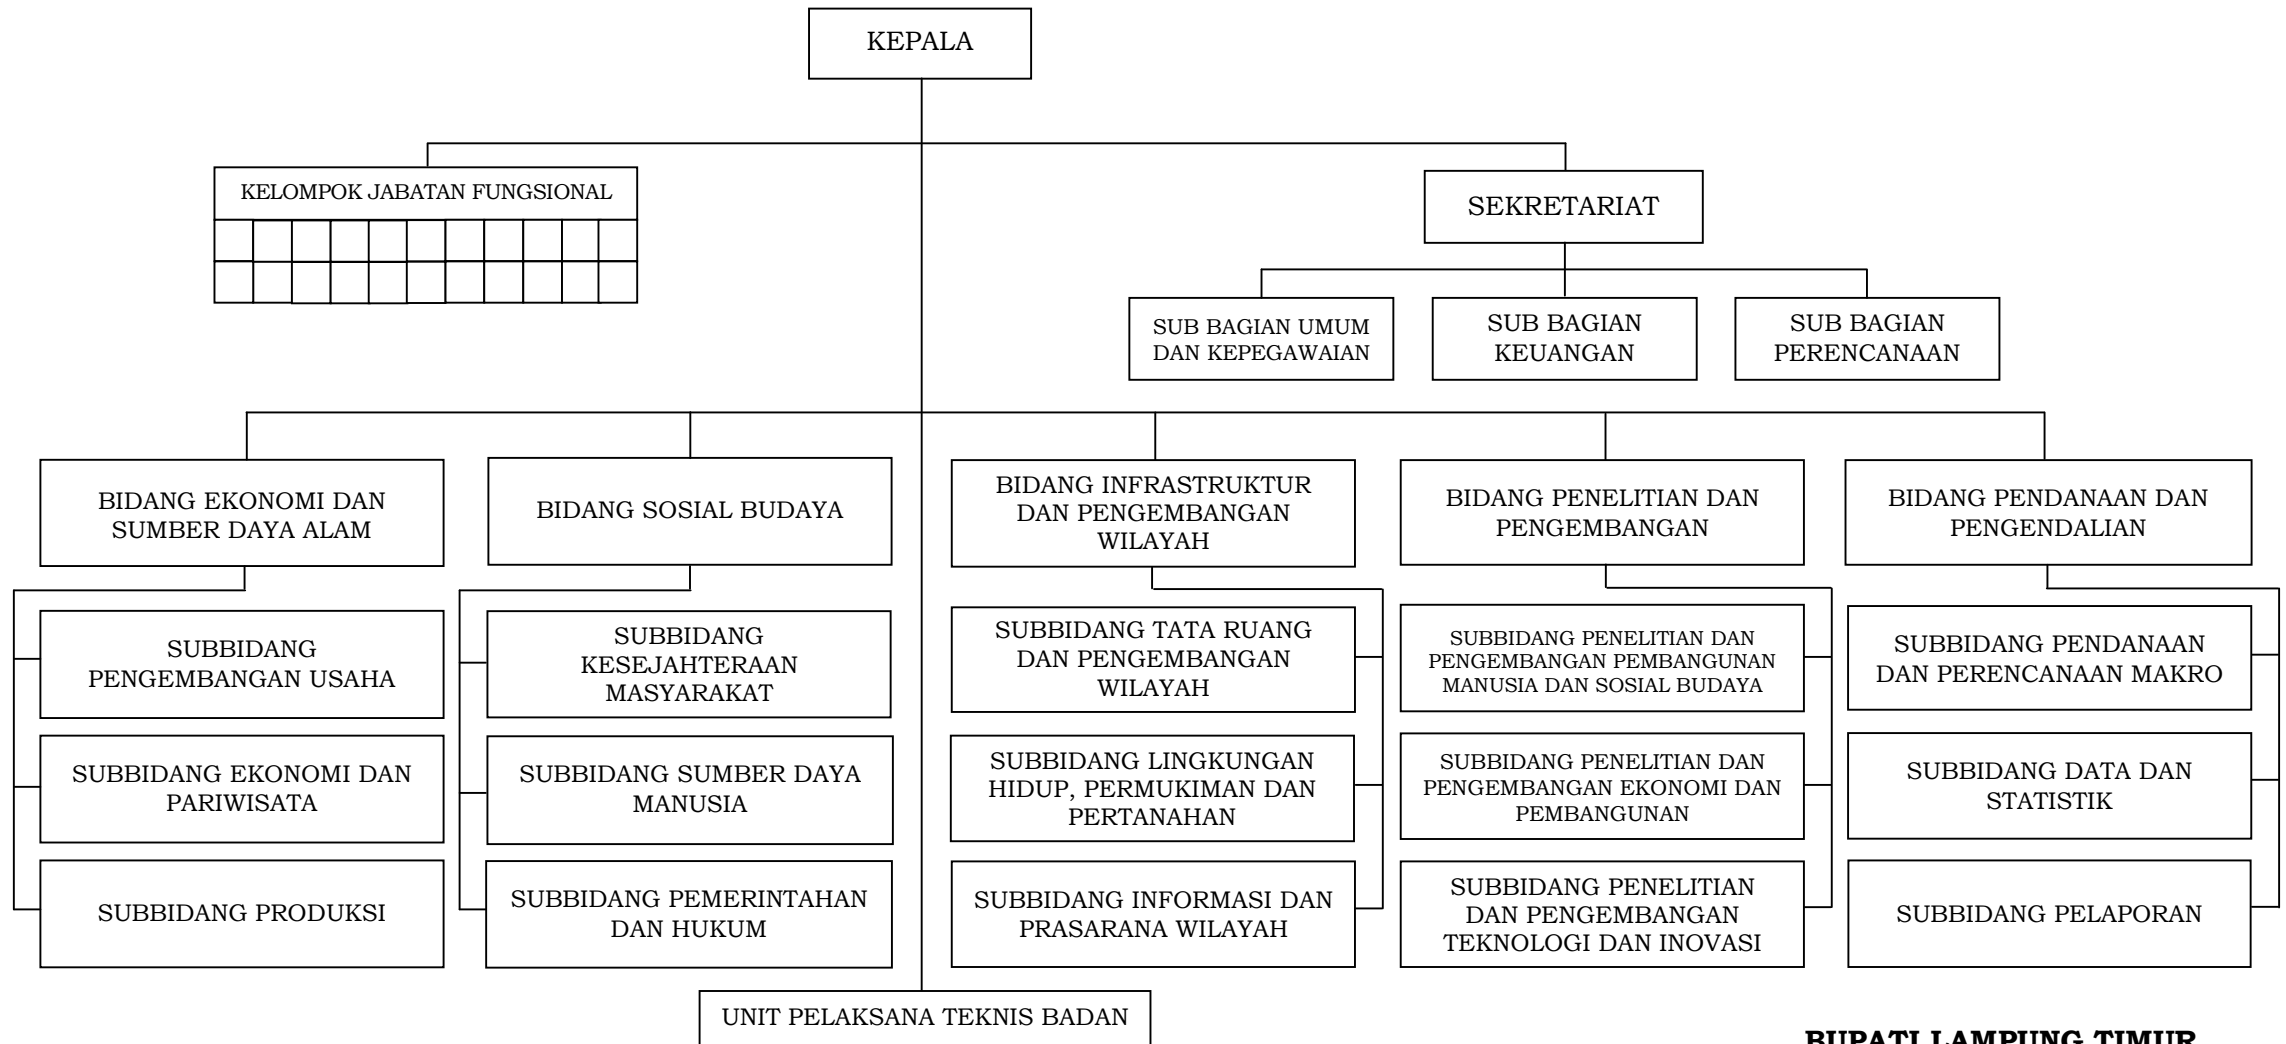 KEPALA
KELOMPOK JABATAN FUNGSIONAL
SEKRETARIAT
SUB BAGIAN UMUM
DAN KEPEGAWAIAN
SUB BAGIAN
KEUANGAN
SUB BAGIAN
PERENCANAAN
BIDANG EKONOMI DAN
SUMBER DAYA ALAM
BIDANG SOSIAL BUDAYA
BIDANG INFRASTRUKTUR
DAN PENGEMBANGAN
WILAYAH
BIDANG PENELITIAN DAN
PENGEMBANGAN
BIDANG PENDANAAN DAN
PENGENDALIAN
SUBBIDANG
PENGEMBANGAN USAHA
SUBBIDANG
KESEJAHTERAAN
MASYARAKAT
SUBBIDANG TATA RUANG
DAN PENGEMBANGAN
WILAYAH
SUBBIDANG PENELITIAN DAN
PENGEMBANGAN PEMBANGUNAN
MANUSIA DAN SOSIAL BUDAYA
SUBBIDANG PENDANAAN
DAN PERENCANAAN MAKRO
SUBBIDANG EKONOMI DAN
PARIWISATA
SUBBIDANG SUMBER DAYA
MANUSIA
SUBBIDANG LINGKUNGAN
HIDUP, PERMUKIMAN DAN
PERTANAHAN
SUBBIDANG PENELITIAN DAN
PENGEMBANGAN EKONOMI DAN
PEMBANGUNAN
SUBBIDANG DATA DAN
STATISTIK
SUBBIDANG PRODUKSI
SUBBIDANG PEMERINTAHAN
DAN HUKUM
SUBBIDANG INFORMASI DAN
PRASARANA WILAYAH
SUBBIDANG PENELITIAN
DAN PENGEMBANGAN
TEKNOLOGI DAN INOVASI
SUBBIDANG PELAPORAN
UNIT PELAKSANA TEKNIS BADAN
BUPATI LAMPUNG TIMUR